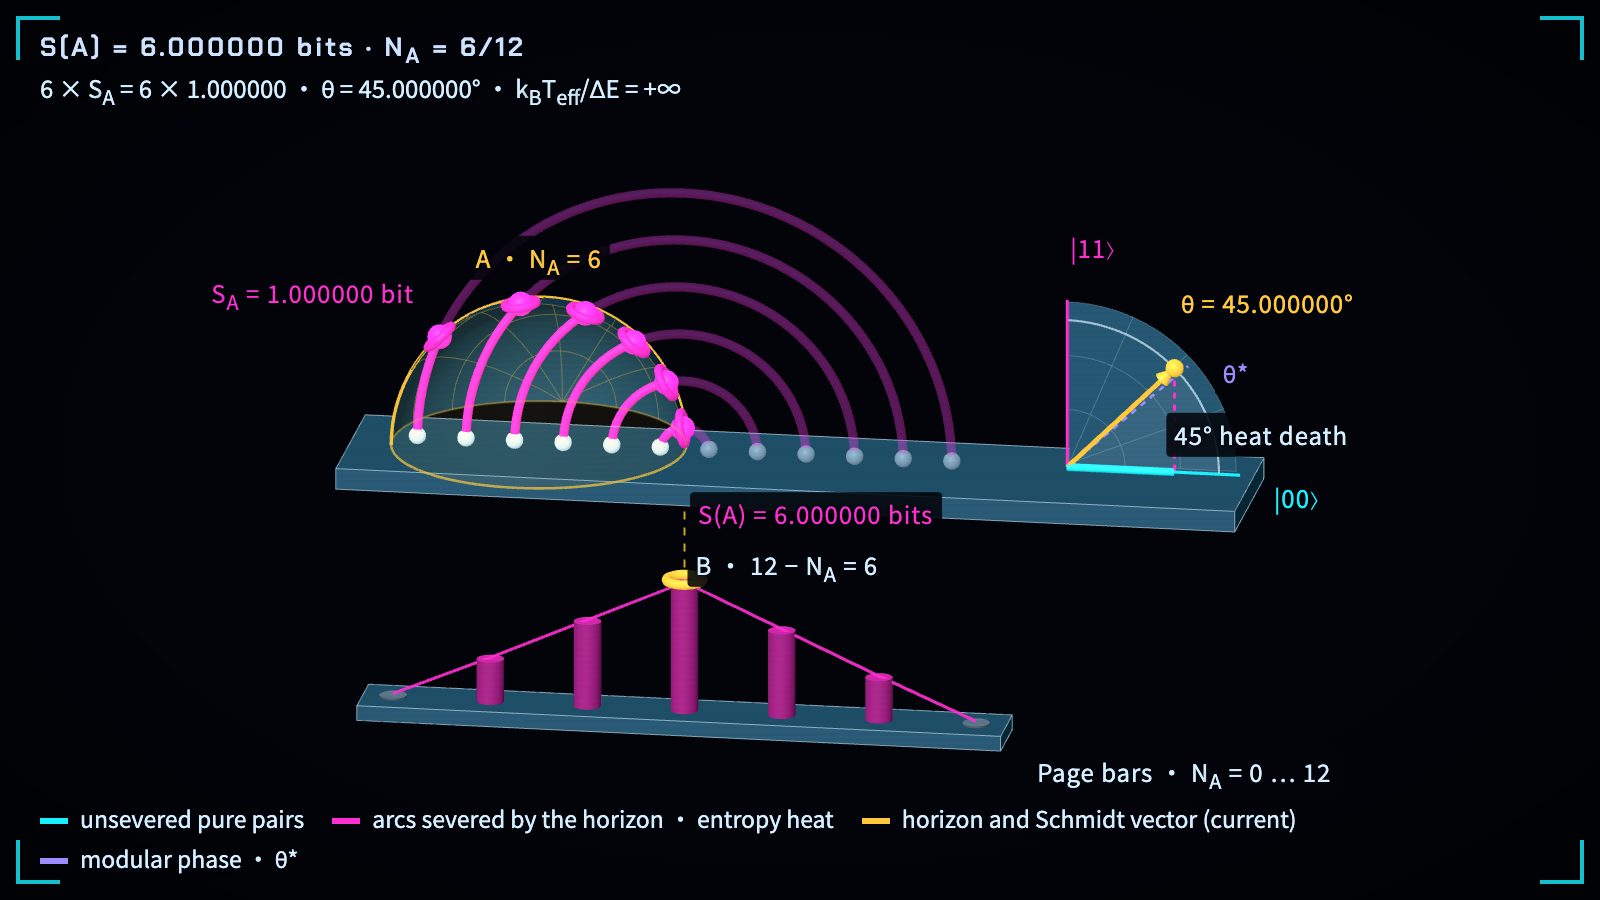 S(A) = 6.000000 bits · N_A = 6/12
6 × S_A = 6 × 1.000000 • θ = 45.000000° • k_BT_eff/ΔE = +∞
|11⟩
A • N_A = 6
S_A = 1.000000 bit
θ = 45.000000°
θ*
45° heat death
|00⟩
S(A) = 6.000000 bits
B • 12 − N_A = 6
Page bars • N_A = 0 … 12
unsevered pure pairs
arcs severed by the horizon • entropy heat
horizon and Schmidt vector (current)
modular phase • θ*